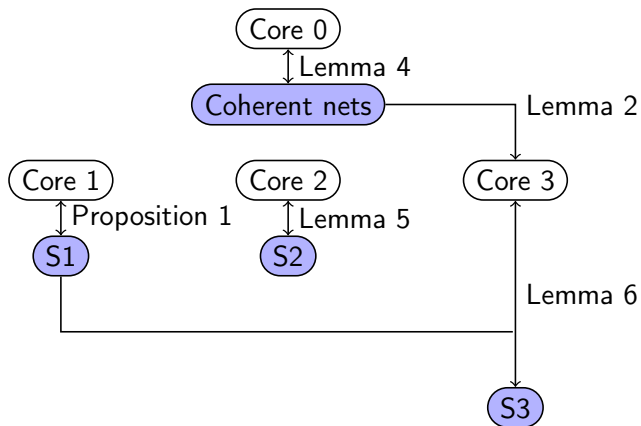 Core 0
Lemma 4
Coherent nets
Lemma 2
Core 1
Core 2
Core 3
Proposition 1
Lemma 5
S1
S2
Lemma 6
S3